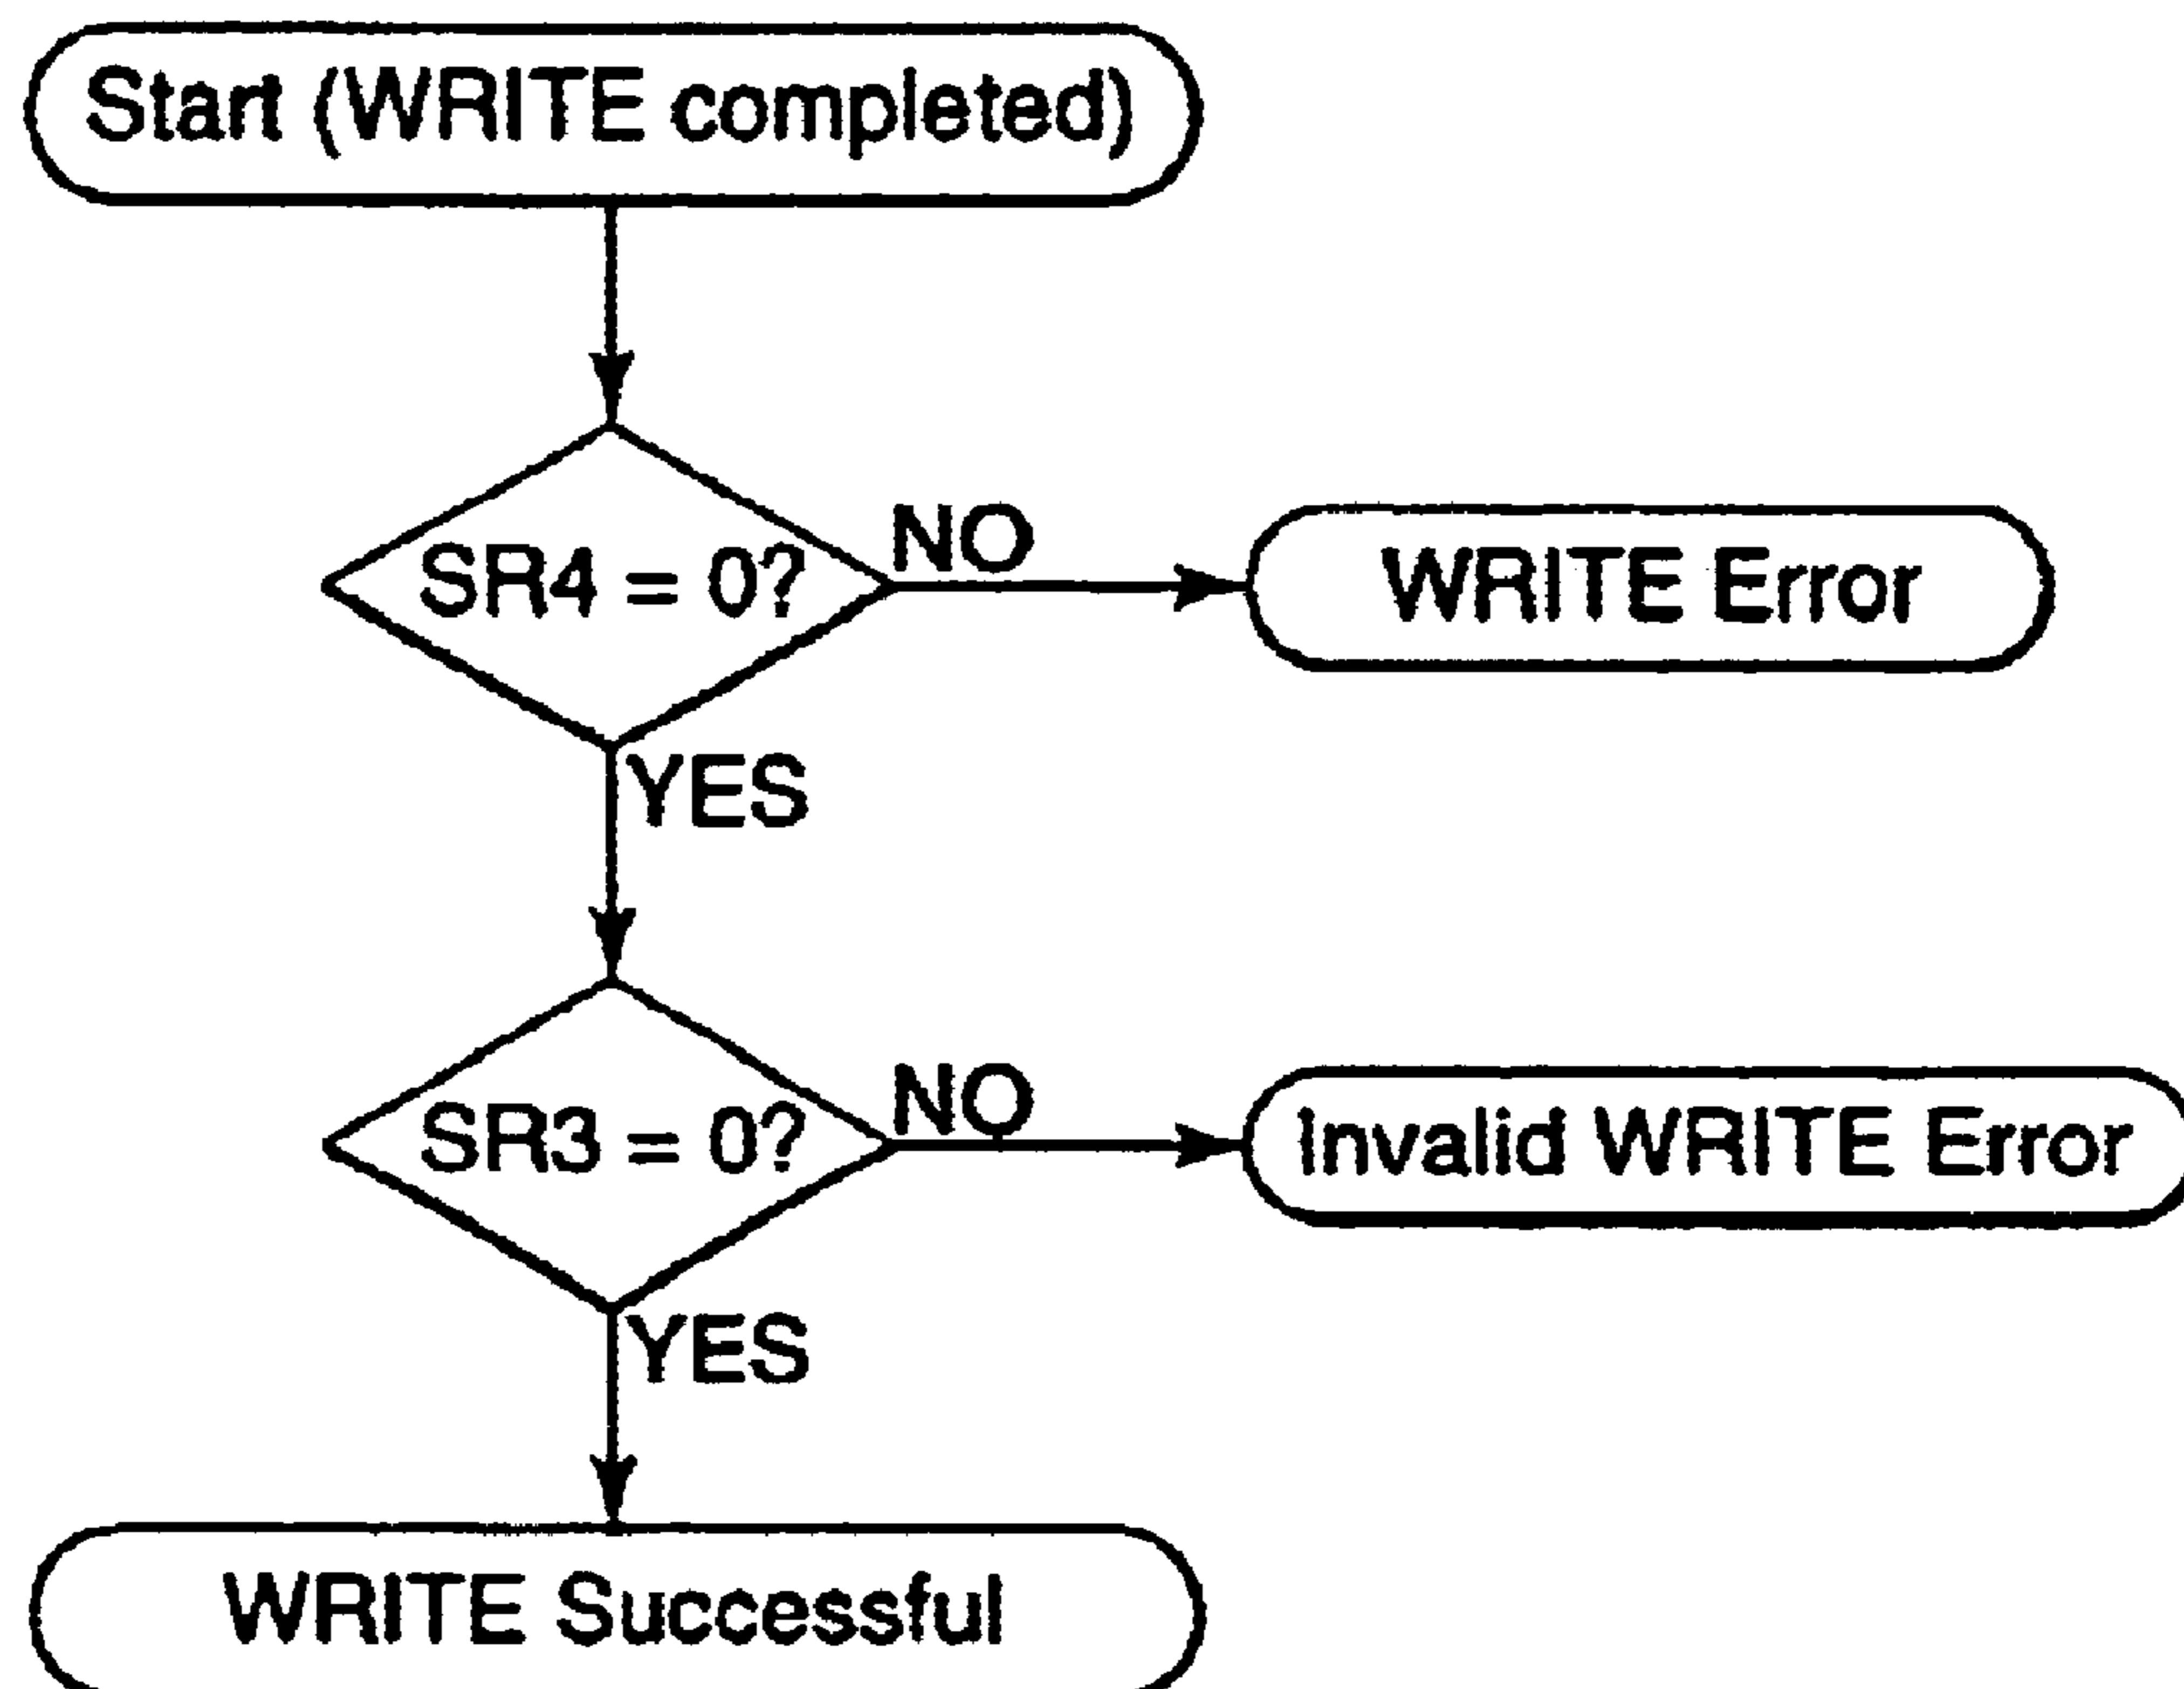 Start (WRITE completed)
SR4 = 0?
NO
WRITE Error
YES
SR3 = 0?
NO
Invalid WRITE Error
YES
WRITE Successful